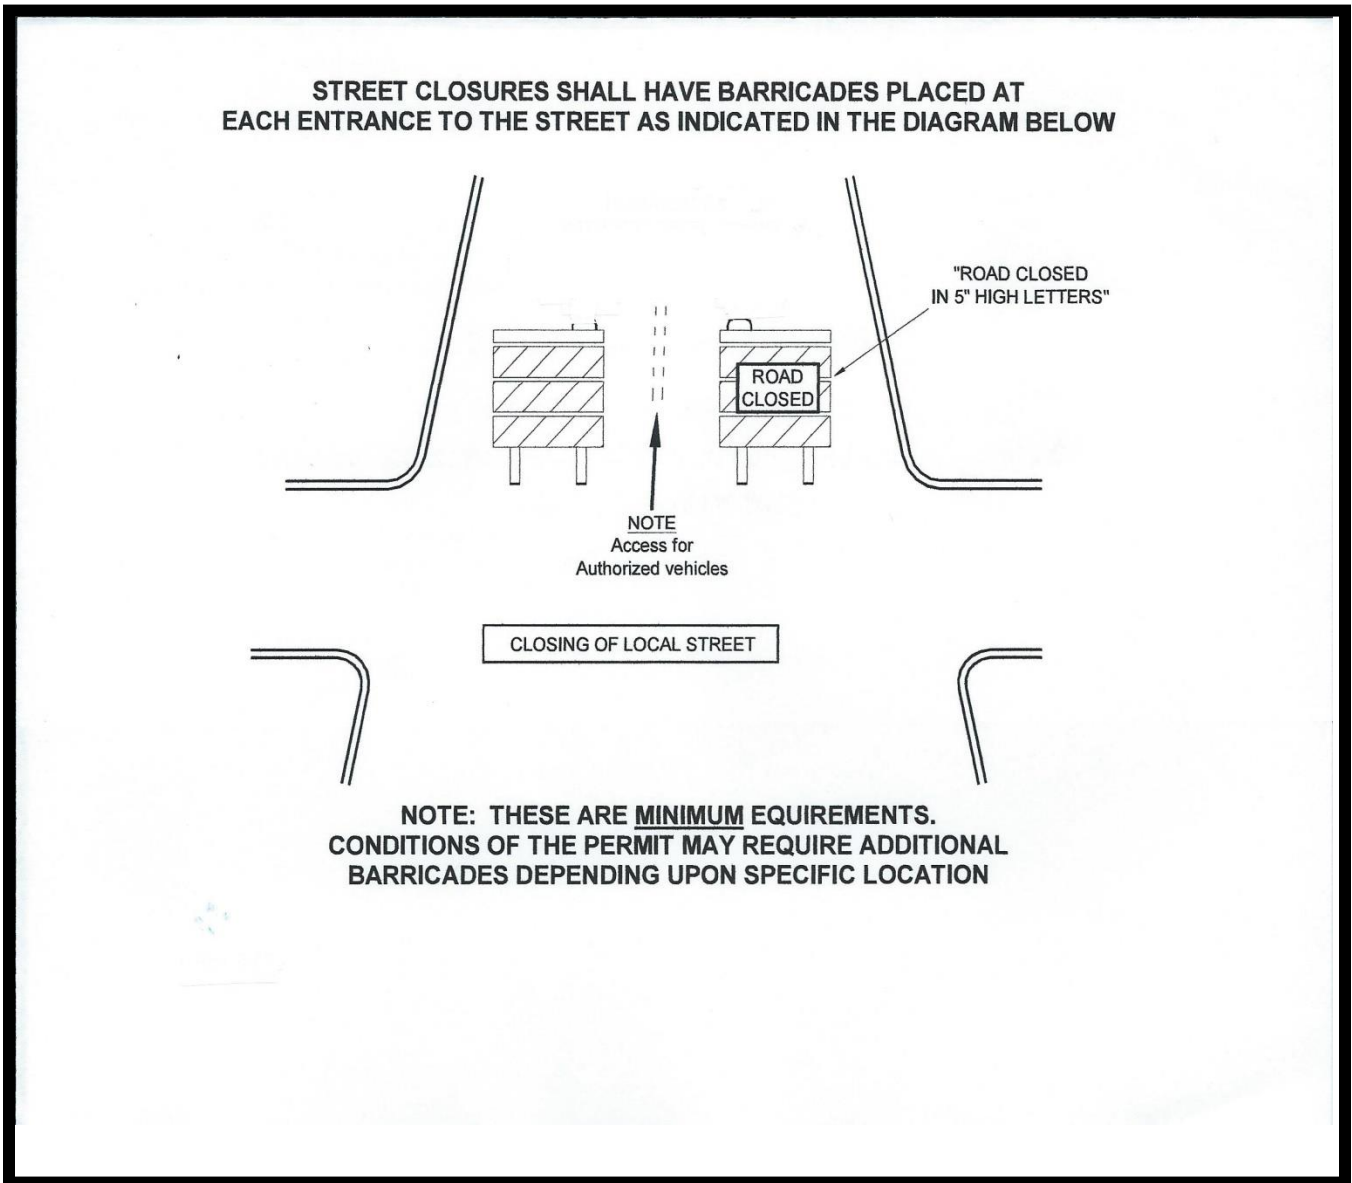 STREET CLOSURES SHALL HAVE BARRICADES PLACED AT
EACH ENTRANCE TO THE STREET AS INDICATED IN THE DIAGRAM BELOW
"ROAD CLOSED
IN 5" HIGH LETTERS"
ROAD
CLOSED
NOTE
Access for
Authorized vehicles
CLOSING OF LOCAL STREET
NOTE: THESE ARE MINIMUM EQUIREMENTS.
CONDITIONS OF THE PERMIT MAY REQUIRE ADDITIONAL
BARRICADES DEPENDING UPON SPECIFIC LOCATION